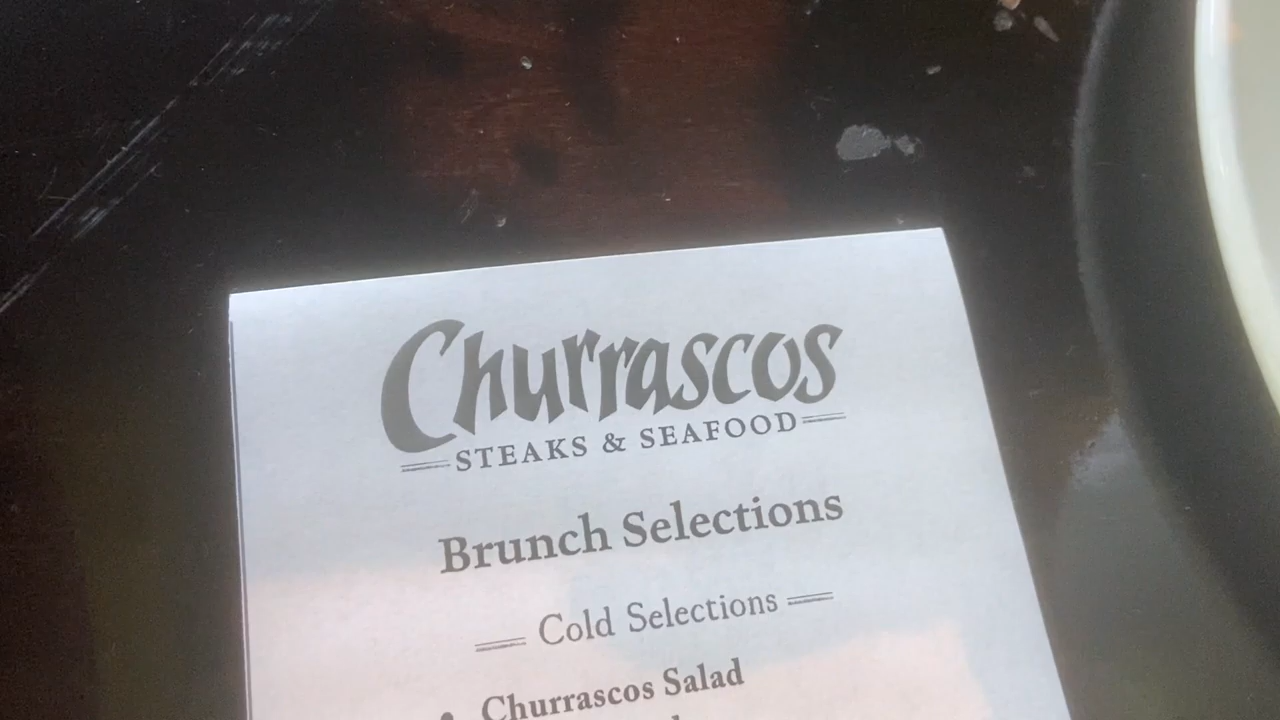 Churrascos
STEAKS & SEAFOOD
Brunch Selections
Cold Selections
• Churrascos Salad